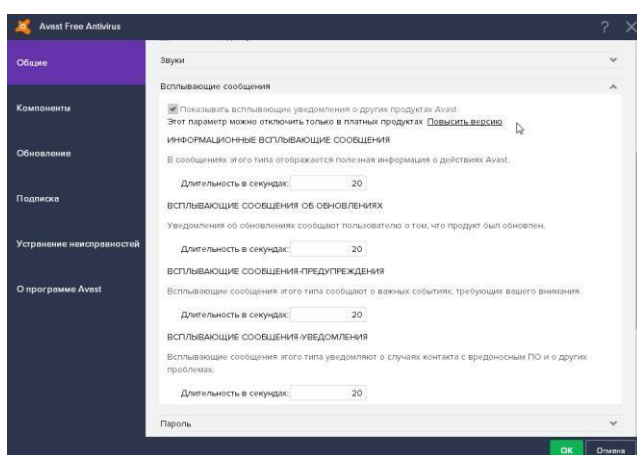 Avast Free Antivirus
?
Общие
Компоненты
Обновление
Подписка
Устранение неисправностей
О программе Avast
Звуки
Всплывающие сообщения
Показывать всплывающие уведомления о других продуктах Avast
Этот параметр можно отключить только в платных продуктах Повысить версию
ИНФОРМАЦИОННЫЕ ВСПЛЫВАЮЩИЕ СООБЩЕНИЯ
В сообщениях этого типа отображается полезная информация о действиях Avast.
Длительность в секундах: 20
ВСПЛЫВАЮЩИЕ СООБЩЕНИЯ ОБ ОБНОВЛЕНИЯХ
Уведомления об обновлениях сообщают пользователю о том, что продукт был обновлен.
Длительность в секундах: 20
ВСПЛЫВАЮЩИЕ СООБЩЕНИЯ-ПРЕДУПРЕЖДЕНИЯ
Всплывающие сообщения этого типа сообщают о важных событиях, требующих вашего внимания.
Длительность в секундах: 20
ВСПЛЫВАЮЩИЕ СООБЩЕНИЯ-УВЕДОМЛЕНИЯ
Всплывающие сообщения этого типа уведомляют о случаях контакта с вредоносным ПО и о других
проблемах.
Длительность в секундах: 20
Пароль
ОК Отмена